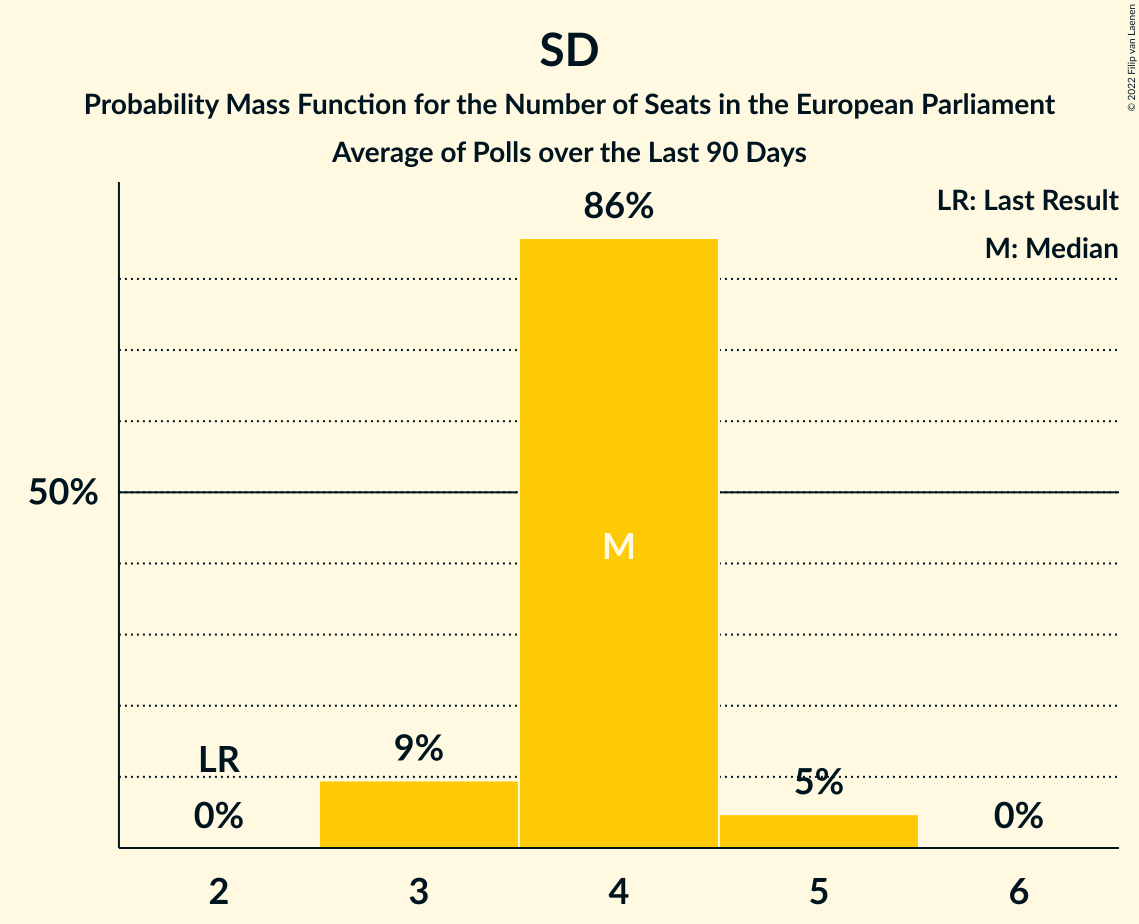 SD
Probability Mass Function for the Number of Seats in the European Parliament
Average of Polls over the Last 90 Days
© 2022 Filip van Laenen
LR: Last Result
M: Median
86%
50%
M
LR
9%
5%
0%
0%
2 3 4 5 6